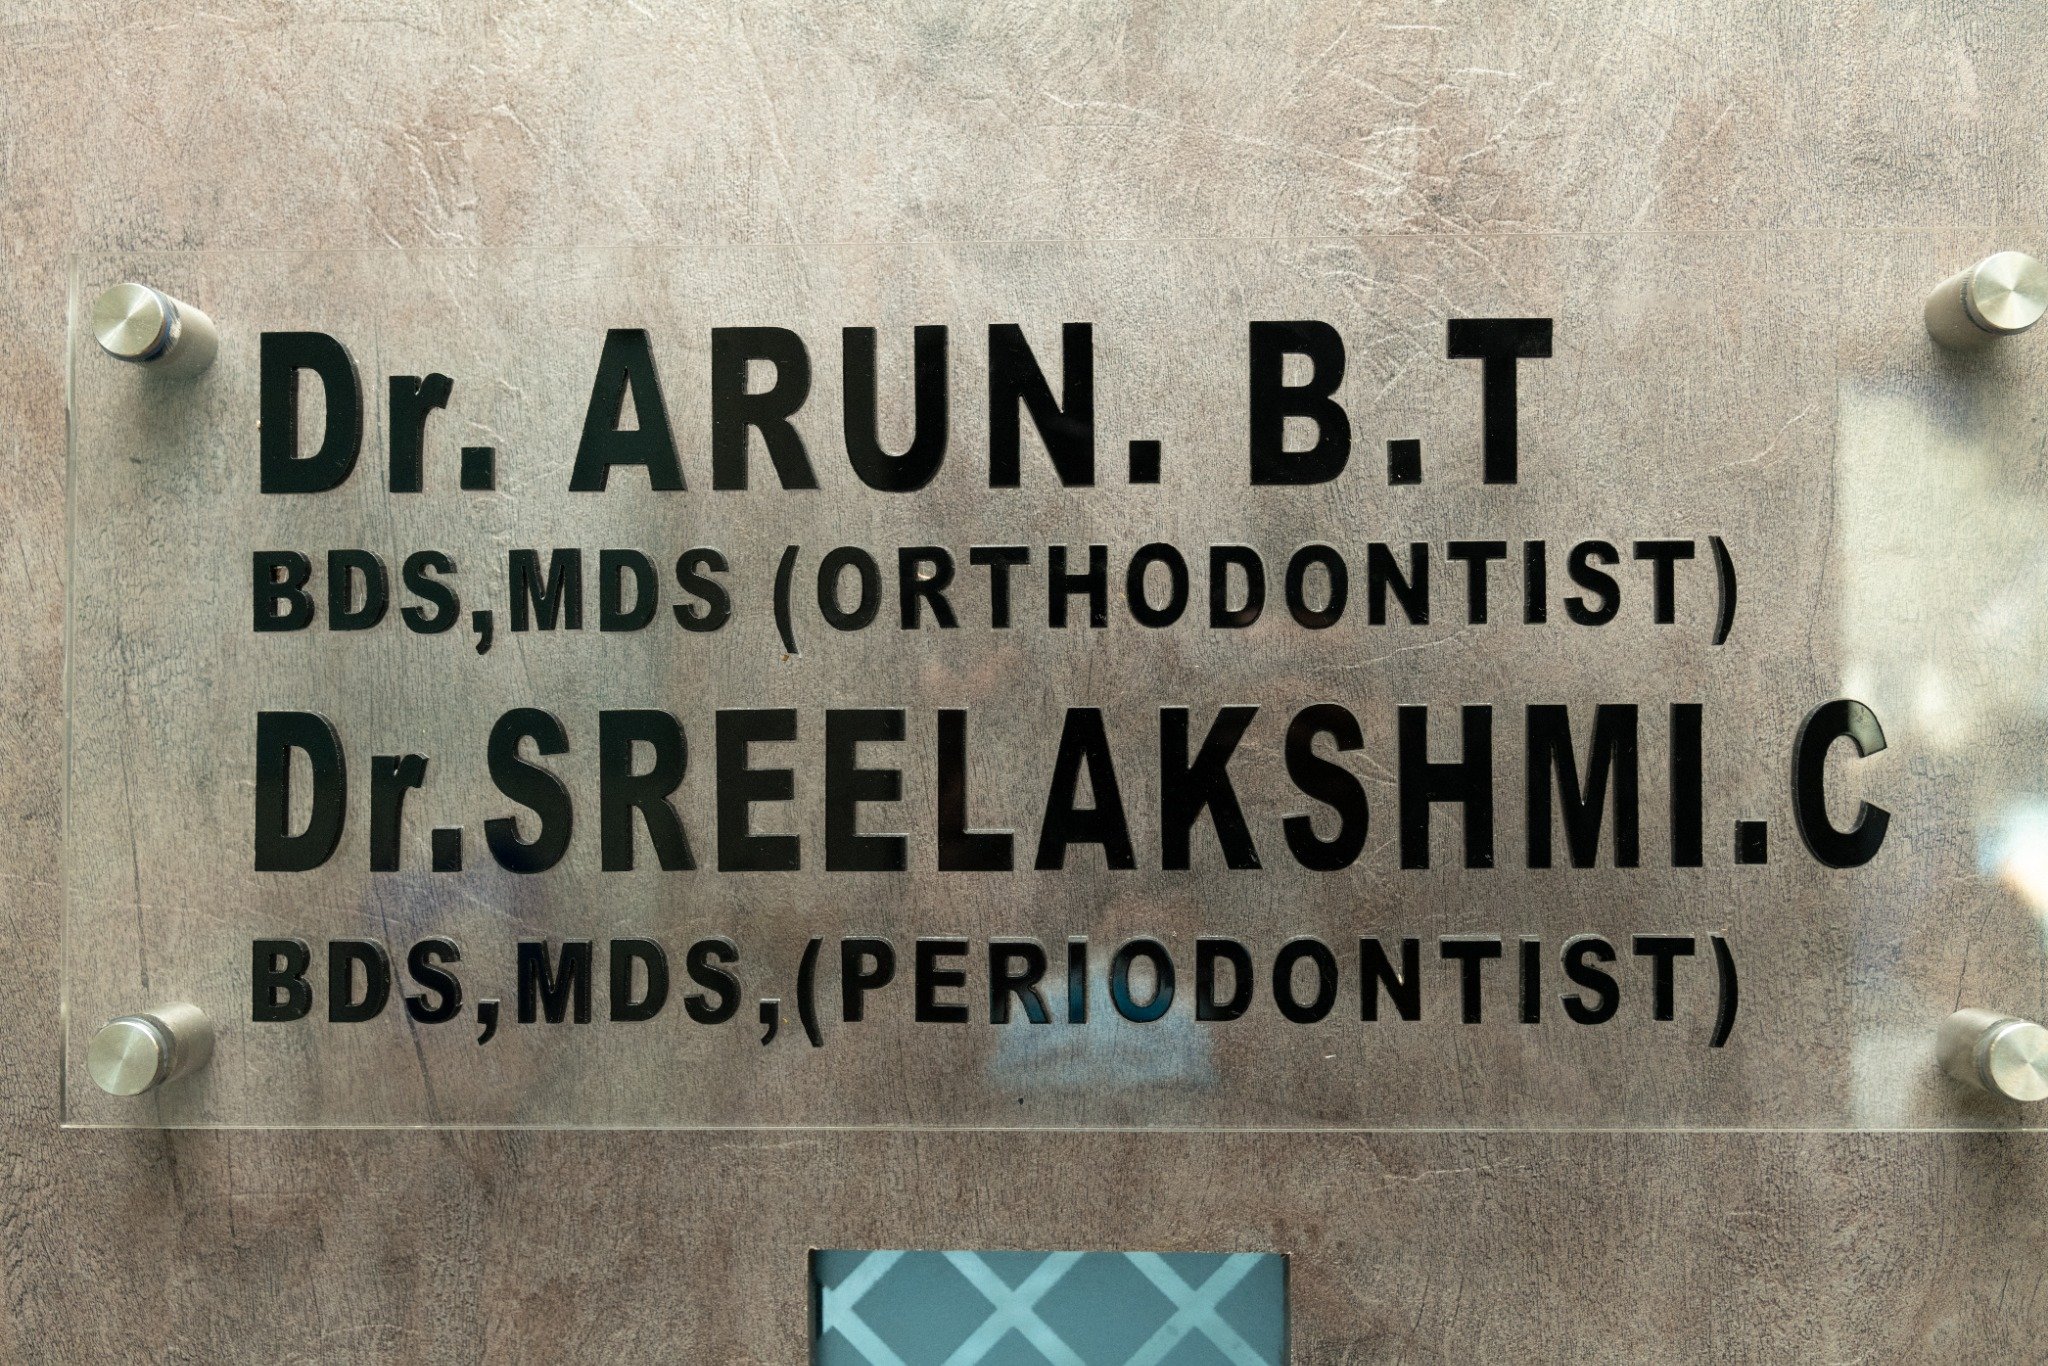 Dr. ARUN. B.T
BDS,MDS (ORTHODONTIST)
Dr.SREELAKSHMI.C
BDS,MDS,(PERIODONTIST)